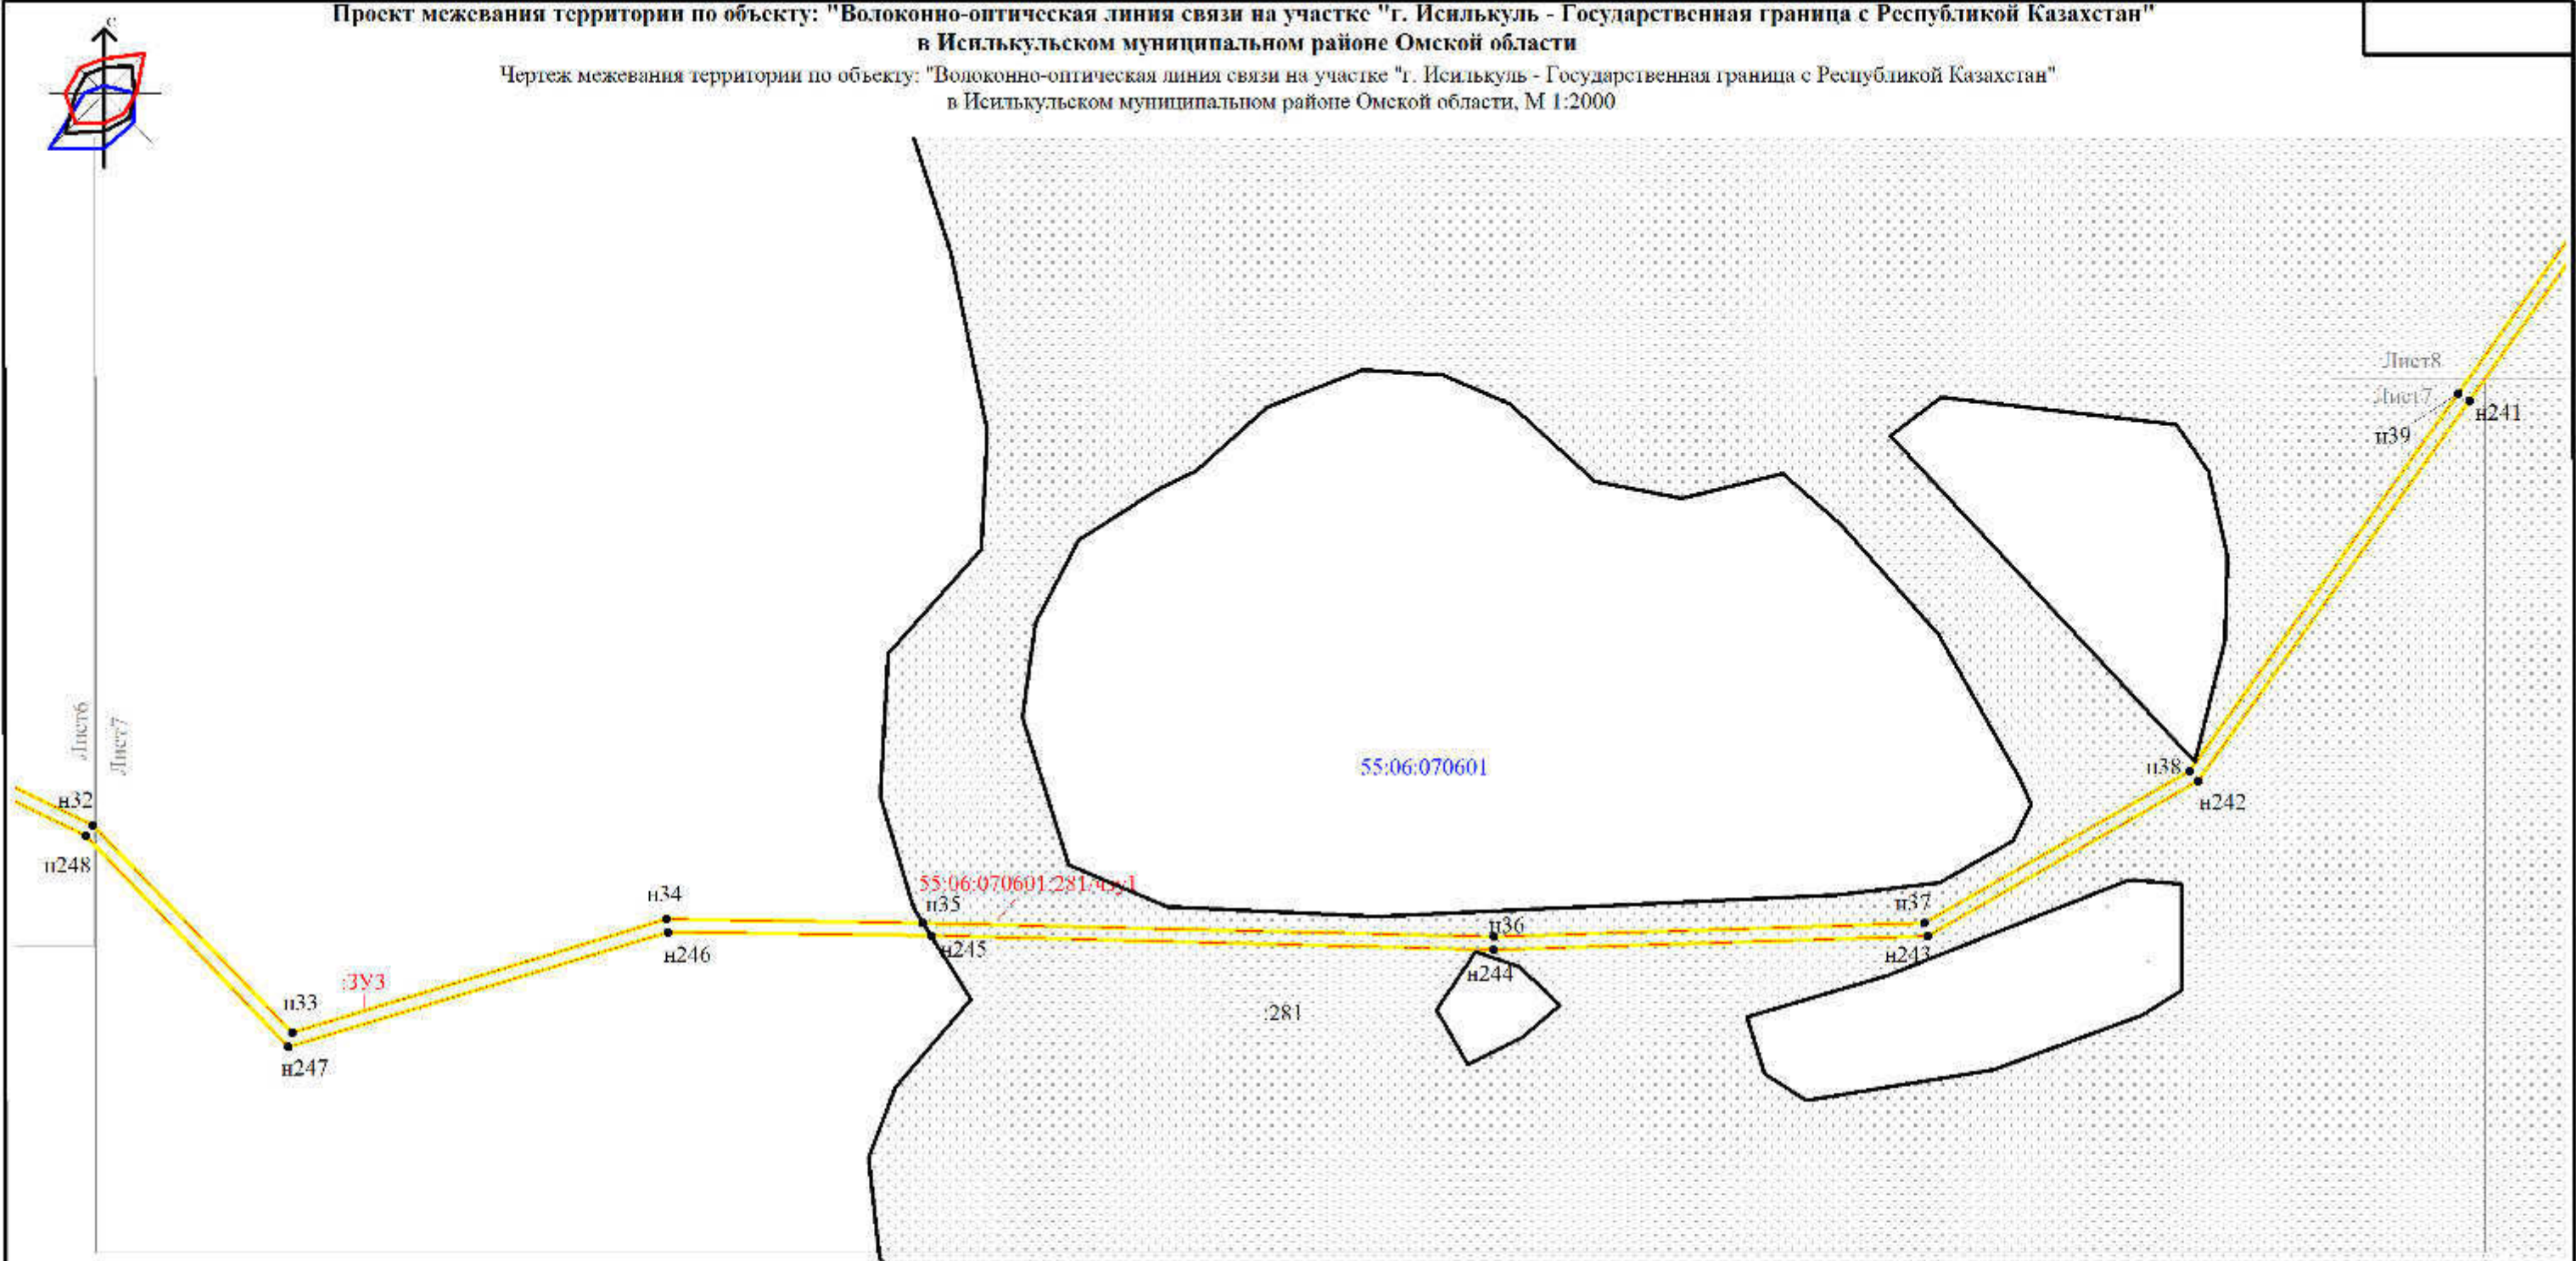 Проект межевания территории по объекту: "Волоконно-оптическая линия связи на участке "г. Исилькуль - Государственная граница с Республикой Казахстан"
в Исилькульском муниципальном районе Омской области
Чертеж межевания территории по объекту: "Волоконно-оптическая линия связи на участке "г. Исилькуль - Государственная граница с Республикой Казахстан"
в Исилькульском муниципальном районе Омской области, М 1:2000
с
Лист8
Лист7
н39
н241
Лист6
Лист7
н32
н248
н33
н247
:ЗУ3
н34
н246
55:06:070601:281/чзу1
н35
н245
55:06:070601
н36
н244
:281
н37
н243
н38
н242